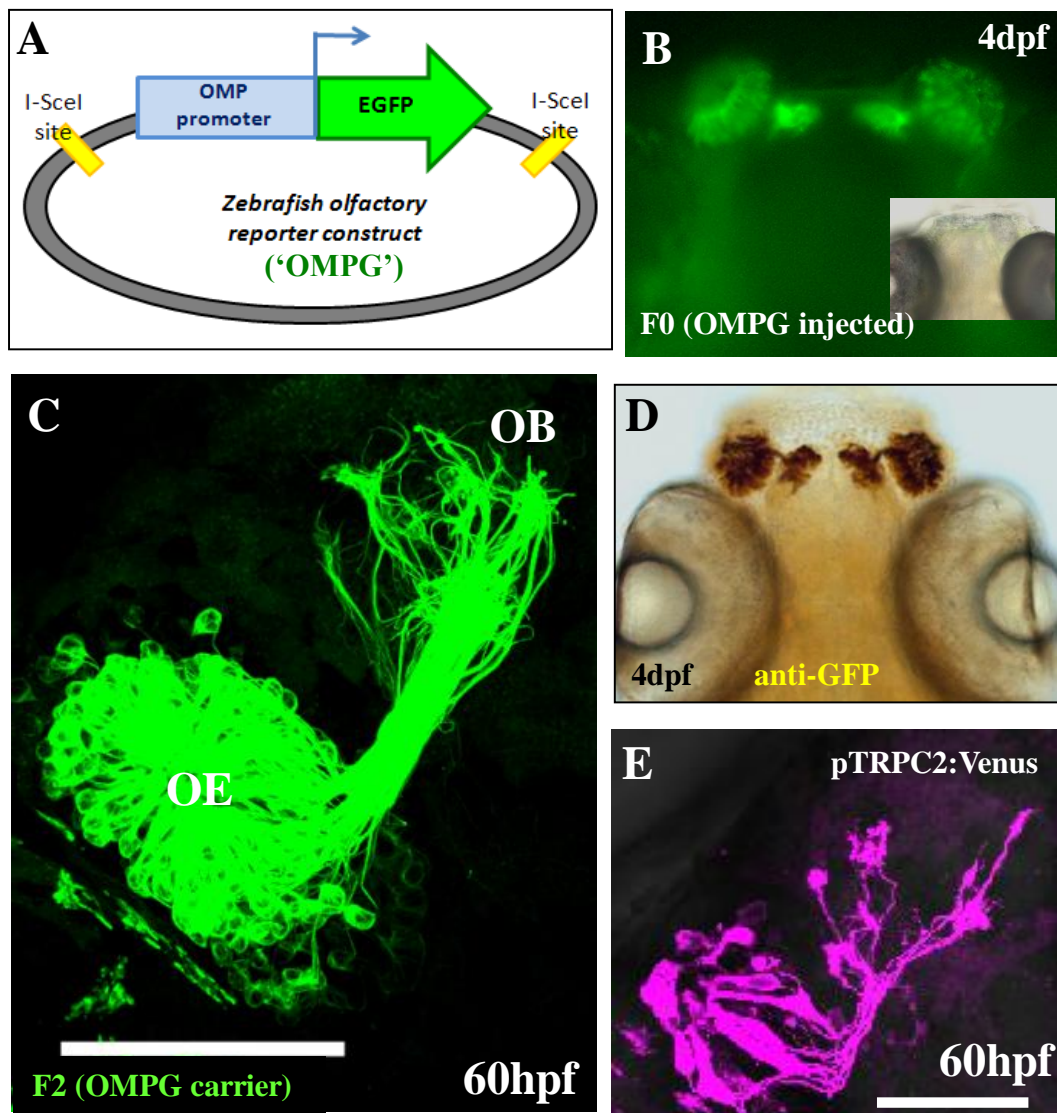 A
I-SceI
site
OMP
promoter
EGFP
I-SceI
site
Zebrafish olfactory
reporter construct
(‘OMPG’)
B
4dpf
F0 (OMPG injected)
C
OB
OE
F2 (OMPG carrier)
60hpf
D
4dpf
anti-GFP
E
pTRPC2:Venus
60hpf